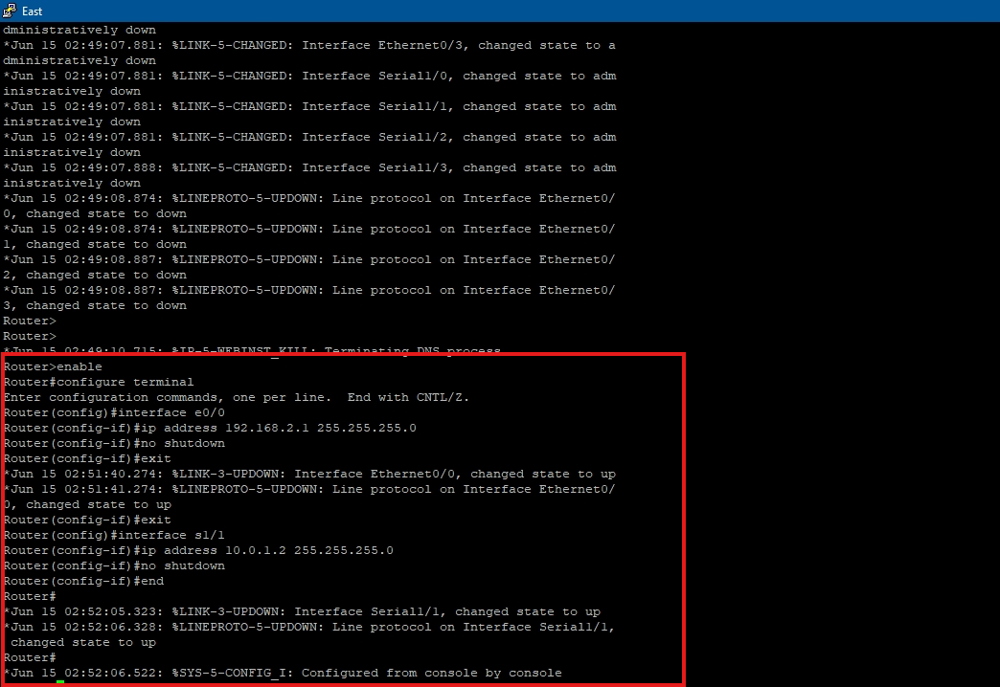 East
dministratively down
*Jun 15 02:49:07.881: %LINK-5-CHANGED: Interface Ethernet0/3, changed state to a
dministratively down
*Jun 15 02:49:07.881: %LINK-5-CHANGED: Interface Serial1/0, changed state to adm
inistratively down
*Jun 15 02:49:07.881: %LINK-5-CHANGED: Interface Serial1/1, changed state to adm
inistratively down
*Jun 15 02:49:07.881: %LINK-5-CHANGED: Interface Serial1/2, changed state to adm
inistratively down
*Jun 15 02:49:07.888: %LINK-5-CHANGED: Interface Serial1/3, changed state to adm
inistratively down
*Jun 15 02:49:08.874: %LINEPROTO-5-UPDOWN: Line protocol on Interface Ethernet0/
0, changed state to down
*Jun 15 02:49:08.874: %LINEPROTO-5-UPDOWN: Line protocol on Interface Ethernet0/
1, changed state to down
*Jun 15 02:49:08.887: %LINEPROTO-5-UPDOWN: Line protocol on Interface Ethernet0/
2, changed state to down
*Jun 15 02:49:08.887: %LINEPROTO-5-UPDOWN: Line protocol on Interface Ethernet0/
3, changed state to down
Router>
Router>
*Jun 15 02:49:10.715: %IP-5-WEBINST_KILL: Terminating DNS process
Router>enable
Router#configure terminal
Enter configuration commands, one per line.  End with CNTL/Z.
Router(config)#interface e0/0
Router(config-if)#ip address 192.168.2.1 255.255.255.0
Router(config-if)#no shutdown
Router(config-if)#exit
*Jun 15 02:51:40.274: %LINK-3-UPDOWN: Interface Ethernet0/0, changed state to up
*Jun 15 02:51:41.274: %LINEPROTO-5-UPDOWN: Line protocol on Interface Ethernet0/
0, changed state to up
Router(config-if)#exit
Router(config)#interface s1/1
Router(config-if)#ip address 10.0.1.2 255.255.255.0
Router(config-if)#no shutdown
Router(config-if)#end
Router#
*Jun 15 02:52:05.323: %LINK-3-UPDOWN: Interface Serial1/1, changed state to up
*Jun 15 02:52:06.328: %LINEPROTO-5-UPDOWN: Line protocol on Interface Serial1/1,
 changed state to up
Router#
*Jun 15 02:52:06.522: %SYS-5-CONFIG_I: Configured from console by console